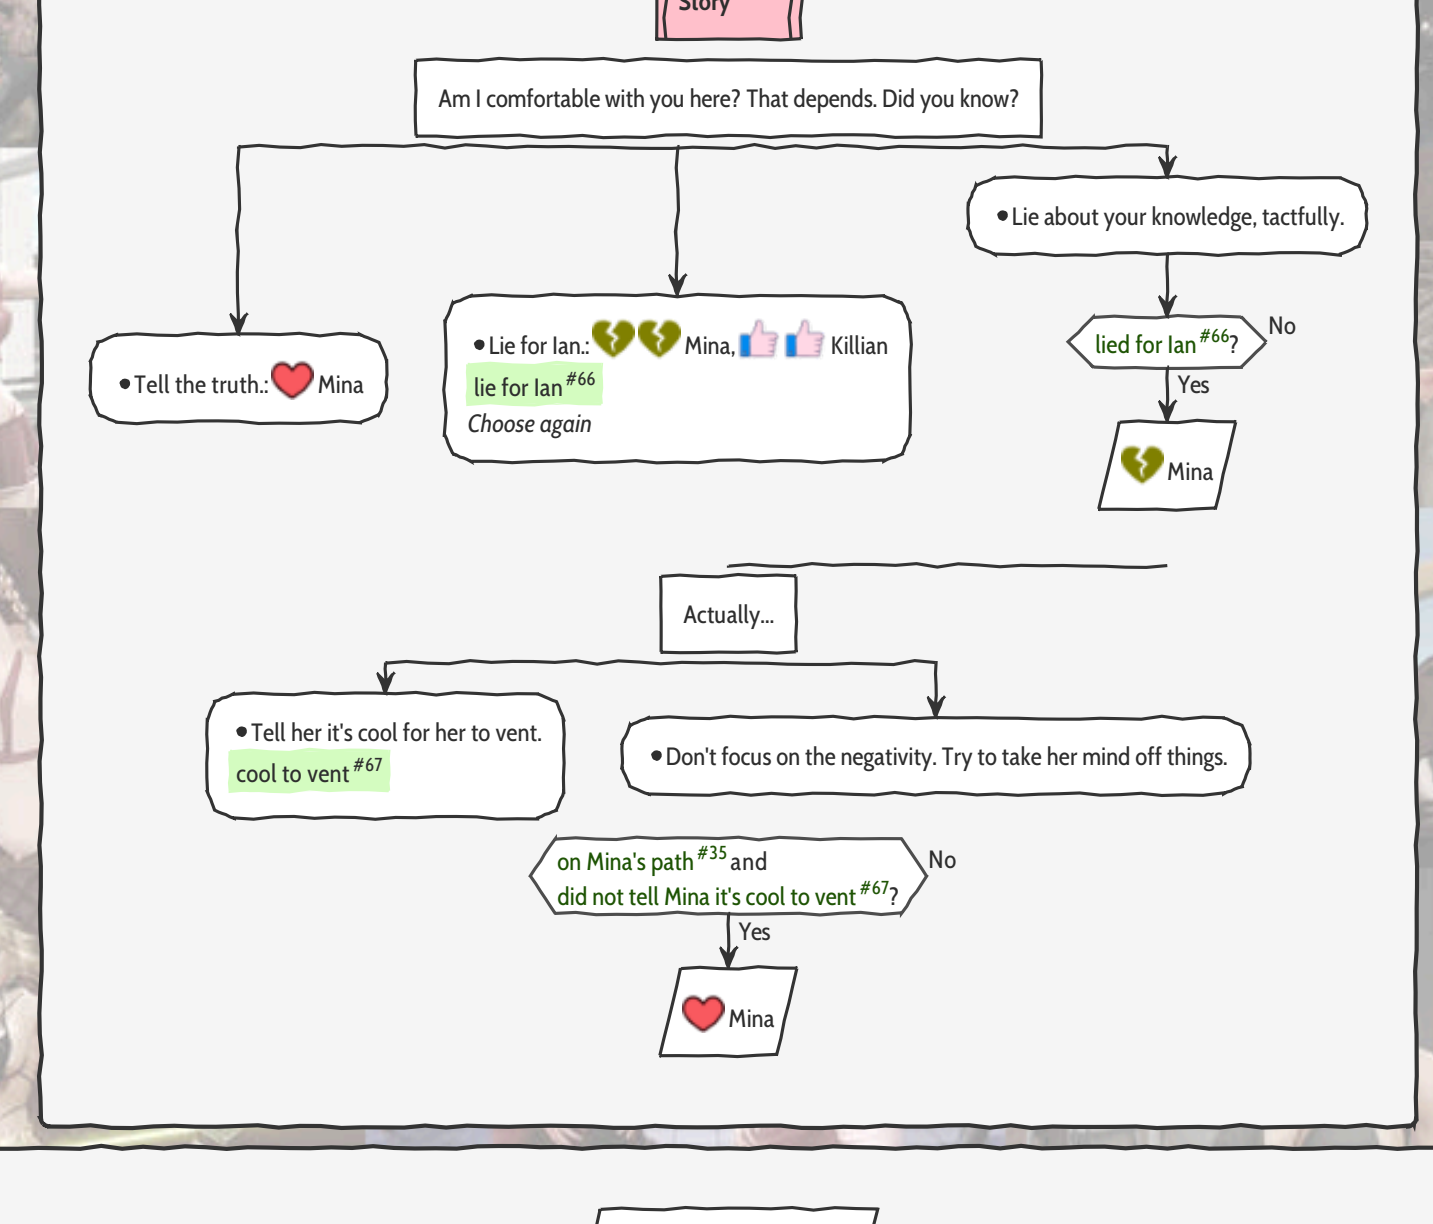 Story
Am I comfortable with you here? That depends. Did you know?
•Lie about your knowledge, tactfully.
•Tell the truth.: Mina
•Lie for Ian.: Mina, Killian
lie for Ian #66
Choose again
lied for Ian #66?
No
Yes
Mina
Actually...
•Tell her it's cool for her to vent.
cool to vent #67
•Don't focus on the negativity. Try to take her mind off things.
on Mina's path #35 and
did not tell Mina it's cool to vent #67?
No
Yes
Mina